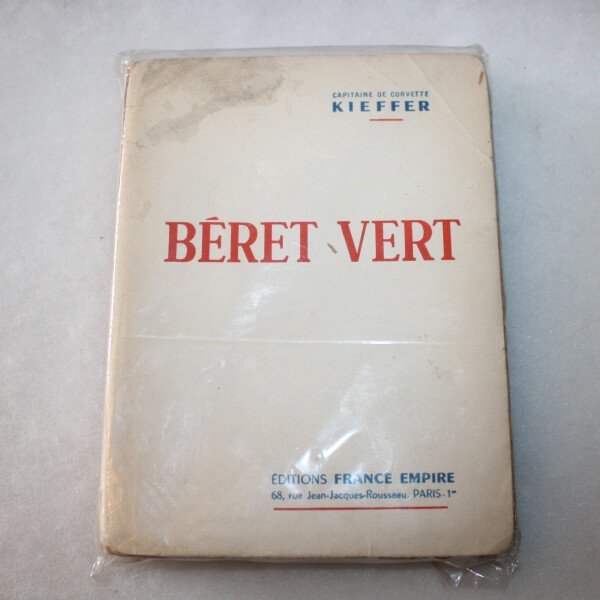 CAPITAINE DE CORVETTE
KIEFFER
BÉRET VERT
ÉDITIONS FRANCE EMPIRE
68, rue Jean-Jacques-Rousseau, PARIS-1er